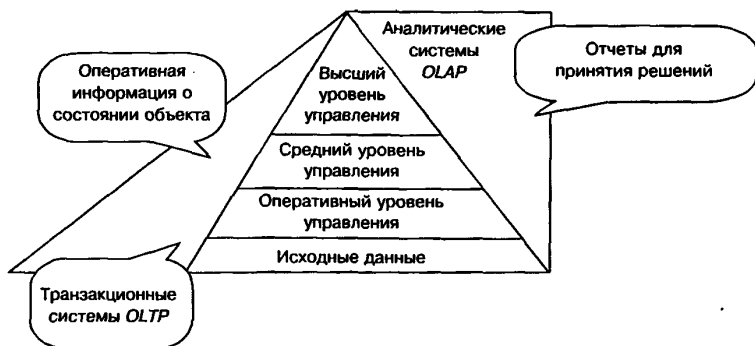 Аналитические
системы
OLAP
Отчеты для
принятия решений
Оперативная
информация о
состоянии объекта
Высший
уровень
управления
Средний уровень
управления
Оперативный уровень
управления
Исходные данные
Транзакционные
системы OLTP